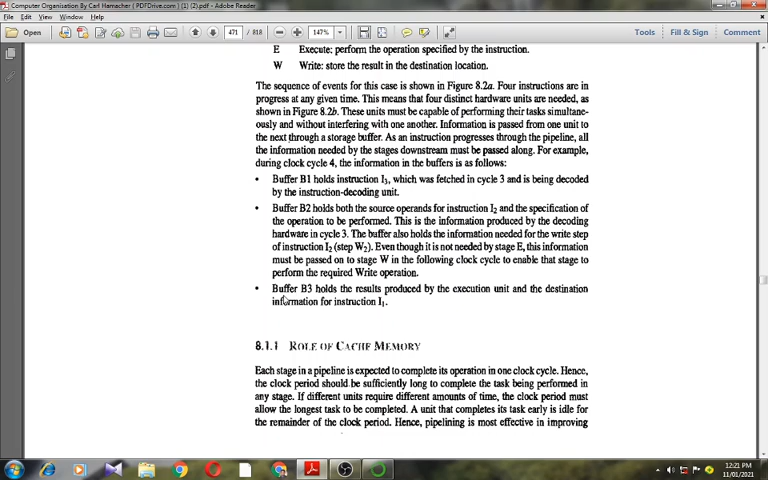 Computer Organisation By Carl Hamacher ( PDFDrive.com ) (1) (2).pdf - Adobe Reader
File Edit View Window Help
Open 471 / 818 147% Tools Fill & Sign Comment
E Execute: perform the operation specified by the instruction.
W Write: store the result in the destination location.
The sequence of events for this case is shown in Figure 8.2a. Four instructions are in
progress at any given time. This means that four distinct hardware units are needed, as
shown in Figure 8.2b. These units must be capable of performing their tasks simultane-
ously and without interfering with one another. Information is passed from one unit to
the next through a storage buffer. As an instruction progresses through the pipeline, all
the information needed by the stages downstream must be passed along. For example,
during clock cycle 4, the information in the buffers is as follows:
• Buffer B1 holds instruction I3, which was fetched in cycle 3 and is being decoded
by the instruction-decoding unit.
• Buffer B2 holds both the source operands for instruction I2 and the specification of
the operation to be performed. This is the information produced by the decoding
hardware in cycle 3. The buffer also holds the information needed for the write step
of instruction I2 (step W2). Even though it is not needed by stage E, this information
must be passed on to stage W in the following clock cycle to enable that stage to
perform the required Write operation.
• Buffer B3 holds the results produced by the execution unit and the destination
information for instruction I1.
8.1.1 ROLE OF CACHE MEMORY
Each stage in a pipeline is expected to complete its operation in one clock cycle. Hence,
the clock period should be sufficiently long to complete the task being performed in
any stage. If different units require different amounts of time, the clock period must
allow the longest task to be completed. A unit that completes its task early is idle for
the remainder of the clock period. Hence, pipelining is most effective in improving
12:21 PM
11/01/2021